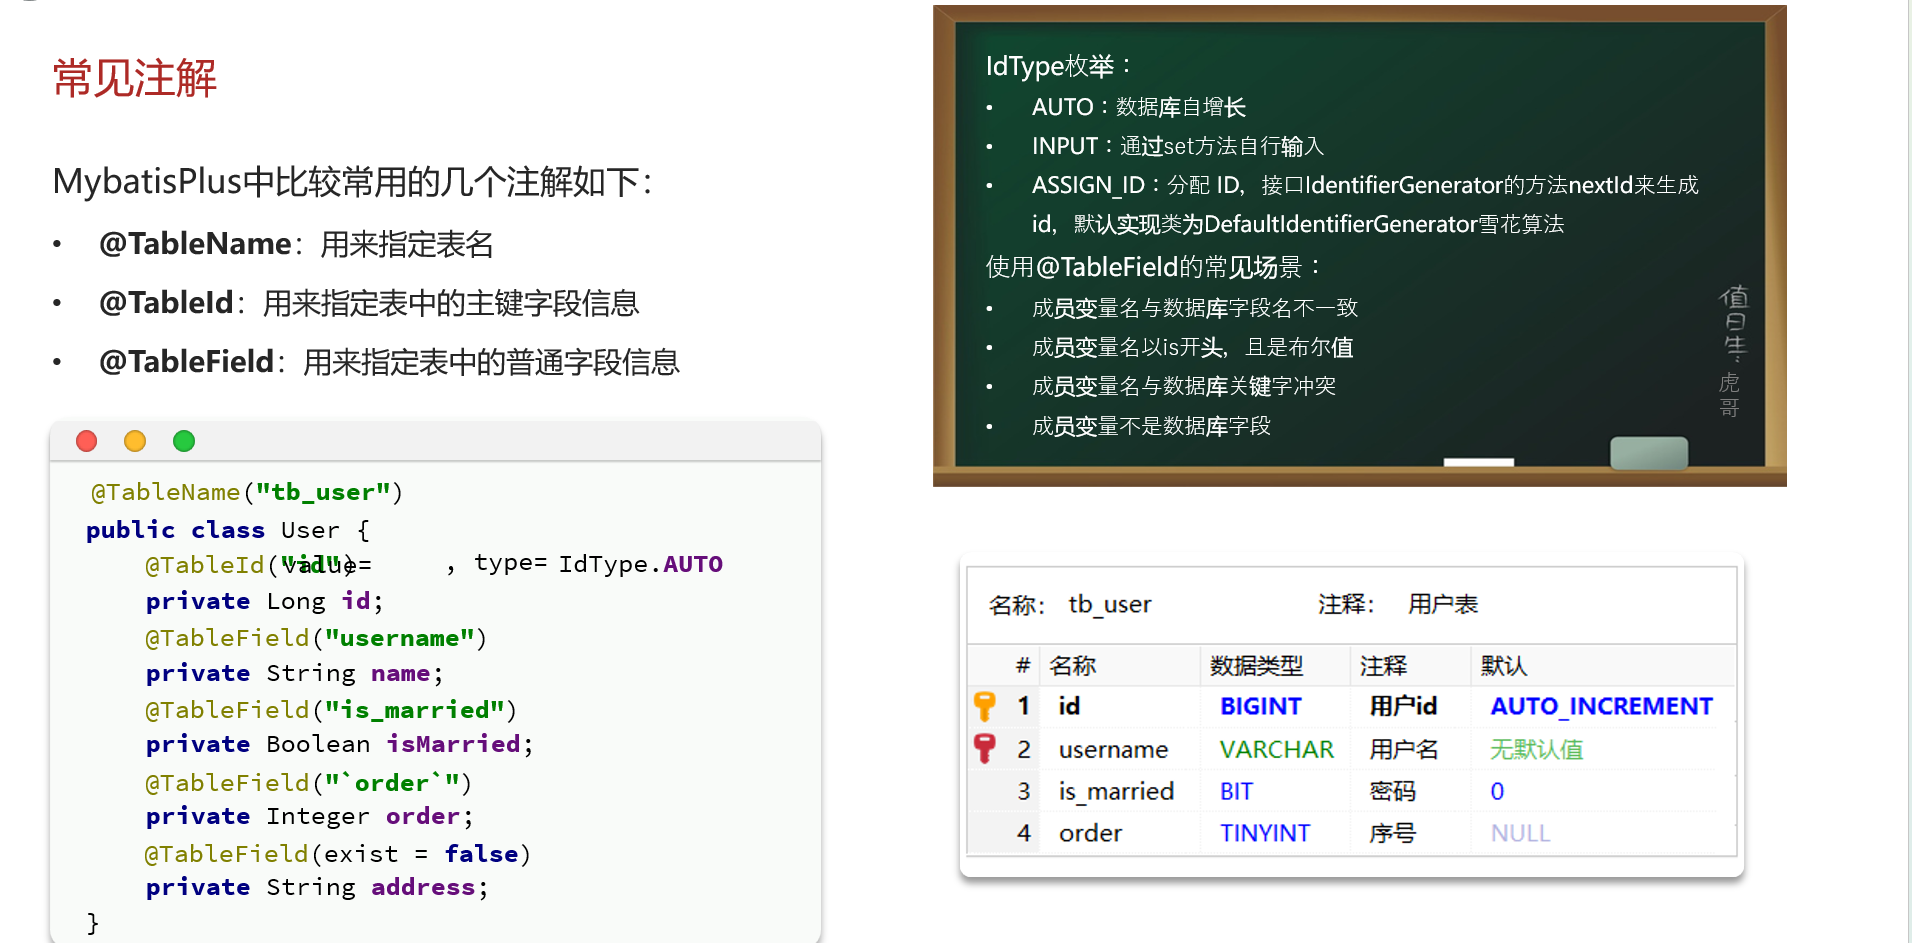 常见注解
MybatisPlus中比较常用的几个注解如下：
• @TableName：用来指定表名
• @TableId：用来指定表中的主键字段信息
• @TableField：用来指定表中的普通字段信息
@TableName("tb_user")
public class User {
@TableId("id")value= , type= IdType.AUTO
private Long id;
@TableField("username")
private String name;
@TableField("is_married")
private Boolean isMarried;
@TableField("`order`")
private Integer order;
@TableField(exist = false)
private String address;
}
IdType枚举：
• AUTO：数据库自增长
• INPUT：通过set方法自行输入
• ASSIGN_ID：分配 ID，接口IdentifierGenerator的方法nextId来生成
id，默认实现类为DefaultIdentifierGenerator雪花算法
使用@TableField的常见场景：
• 成员变量名与数据库字段名不一致
• 成员变量名以is开头，且是布尔值
• 成员变量名与数据库关键字冲突
• 成员变量不是数据库字段
值日生：
虎哥
名称： tb_user 注释： 用户表
# 名称 数据类型 注释 默认
1 id BIGINT 用户id AUTO_INCREMENT
2 username VARCHAR 用户名 无默认值
3 is_married BIT 密码 0
4 order TINYINT 序号 NULL